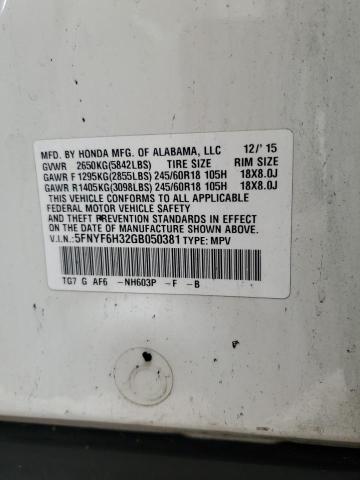 MFD. BY HONDA MFG. OF ALABAMA, LLC 12/'15
GVWR 2650KG(5842LBS) TIRE SIZE RIM SIZE
GAWR F 1295KG(2855LBS) 245/60R18 105H 18X8.0J
GAWR R 1405KG(3098LBS) 245/60R18 105H 18X8.0J
THIS VEHICLE CONFORMS TO ALL APPLICABLE
FEDERAL MOTOR VEHICLE SAFETY
AND THEFT PREVENTION STANDARDS IN EFFECT
ON THE DATE OF MANUFACTURE SHOWN ABOVE.
V.I.N.: 5FNYF6H32GB050381 TYPE: MPV
TG7 G AF6 -NH603P -F -B